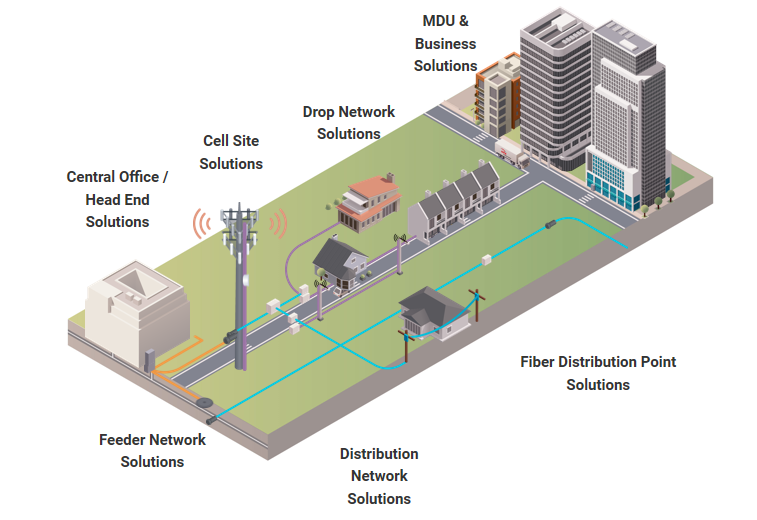 MDU &
Business
Solutions
Drop Network
Solutions
Cell Site
Solutions
Central Office /
Head End
Solutions
Fiber Distribution Point
Solutions
Feeder Network
Solutions
Distribution
Network
Solutions